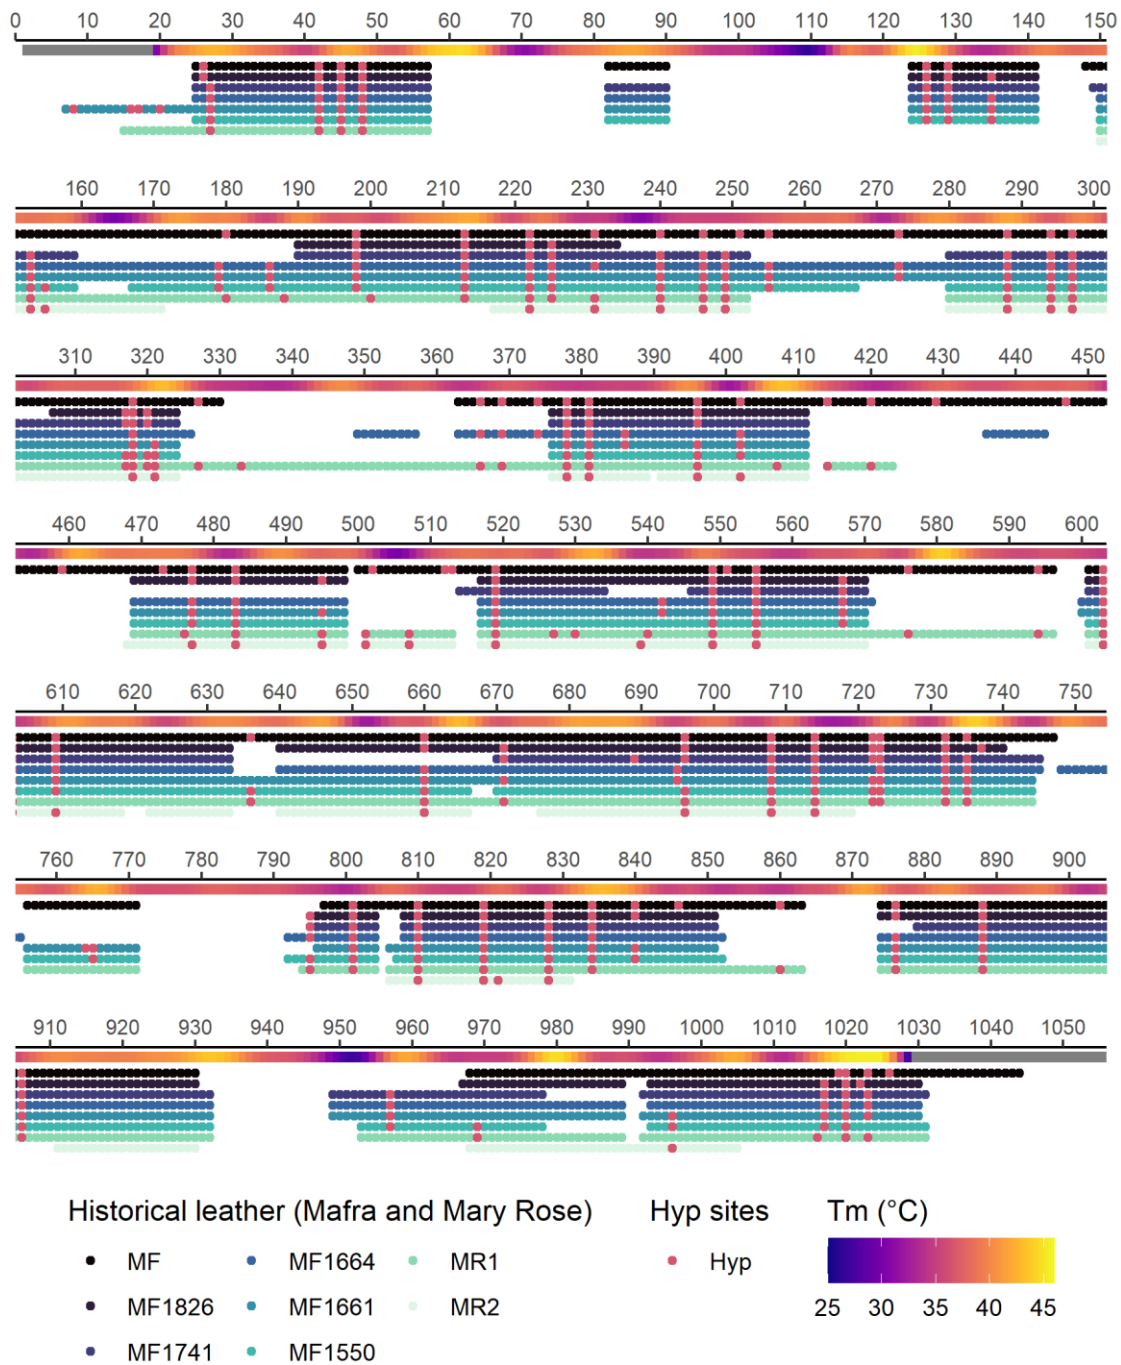 0 10 20 30 40 50 60 70 80 90 100 110 120 130 140 150
160 170 180 190 200 210 220 230 240 250 260 270 280 290 300
310 320 330 340 350 360 370 380 390 400 410 420 430 440 450
460 470 480 490 500 510 520 530 540 550 560 570 580 590 600
610 620 630 640 650 660 670 680 690 700 710 720 730 740 750
760 770 780 790 800 810 820 830 840 850 860 870 880 890 900
910 920 930 940 950 960 970 980 990 1000 1010 1020 1030 1040 1050
Historical leather (Mafra and Mary Rose) Hyp sites Tm (°C)
MF MF1664 MR1 Hyp
MF1826 MF1661 MR2 25 30 35 40 45
MF1741 MF1550